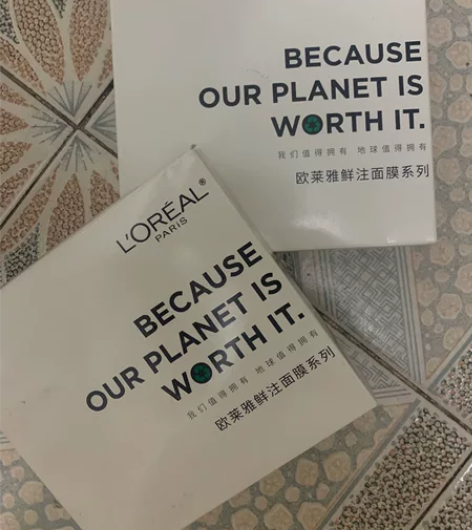 BECAUSE
OUR PLANET IS
WORTH IT.
我们值得拥有 地球值得拥有
欧莱雅鲜注面膜系列
L'ORÉAL®
PARIS
BECAUSE
OUR PLANET IS
WORTH IT.
我们值得拥有 地球值得拥有
欧莱雅鲜注面膜系列